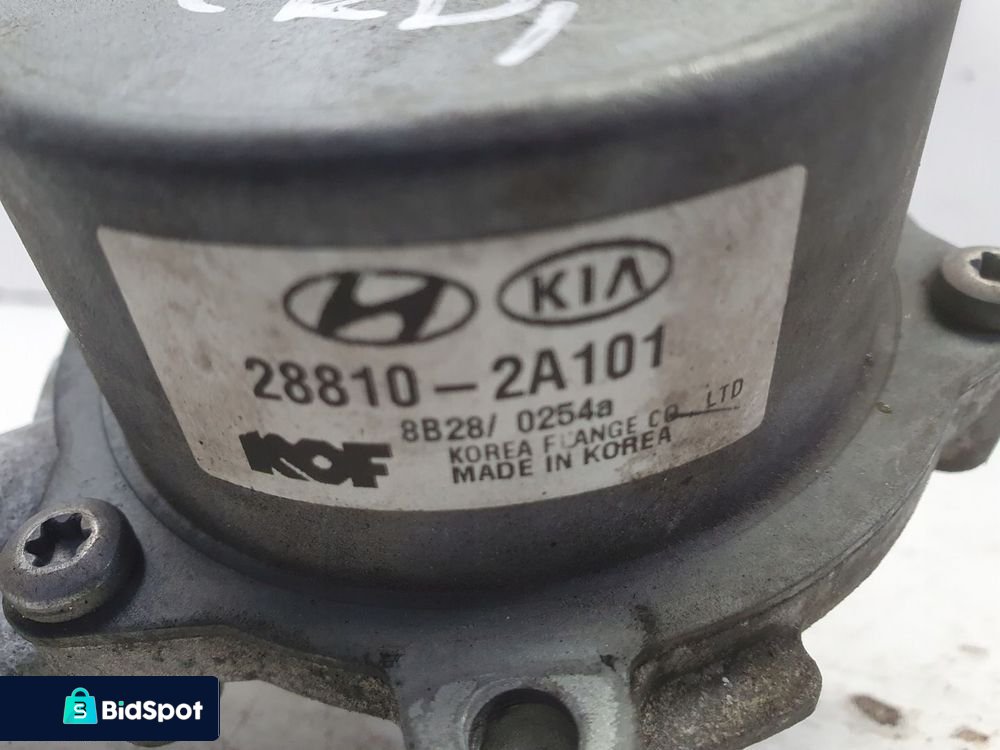 KIA
28810-2A101
8B28/ 0254a
KOF
KOREA FLANGE CO., LTD
MADE IN KOREA
BidSpot